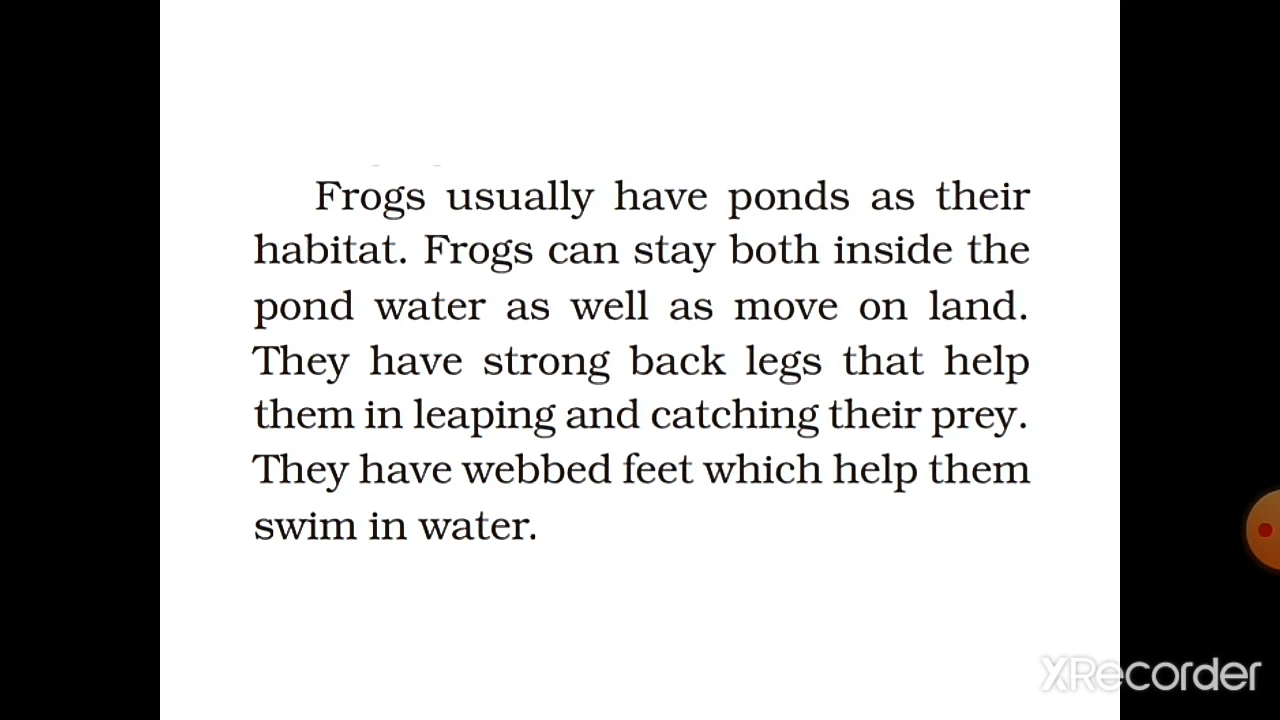 Frogs usually have ponds as their
habitat. Frogs can stay both inside the
pond water as well as move on land.
They have strong back legs that help
them in leaping and catching their prey.
They have webbed feet which help them
swim in water.
XRecorder